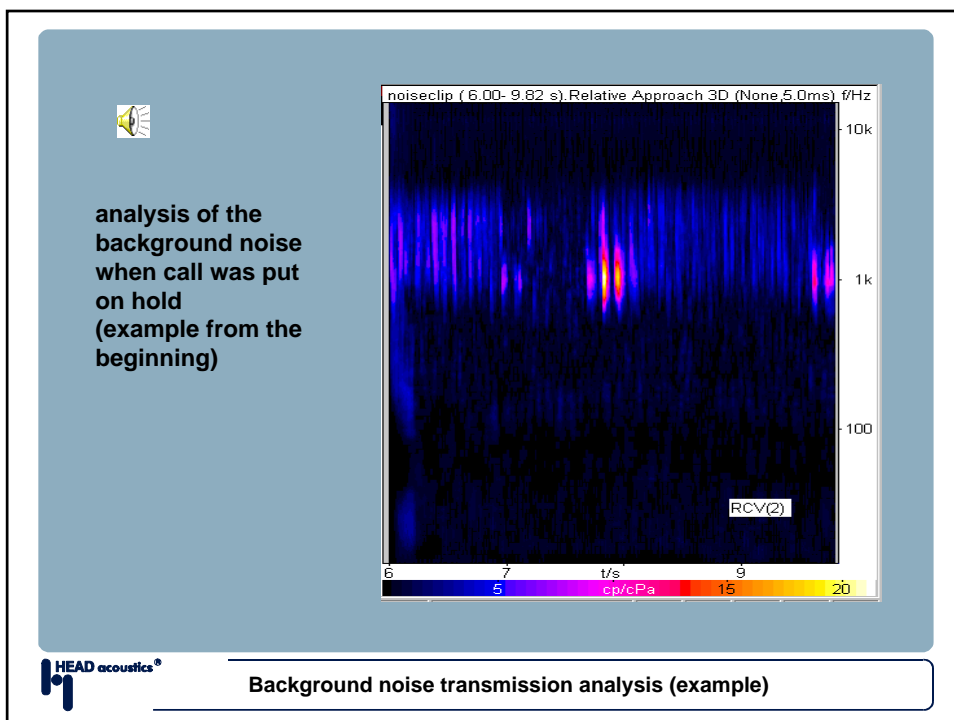 noiseclip ( 6.00- 9.82 s).Relative Approach 3D (None,5.0ms) f/Hz
10k
analysis of the
background noise
when call was put
on hold
(example from the
beginning)
1k
100
RCV(2)
6 7 t/s 9
5 cp/cPa 15 20
HEAD acoustics®
Background noise transmission analysis (example)